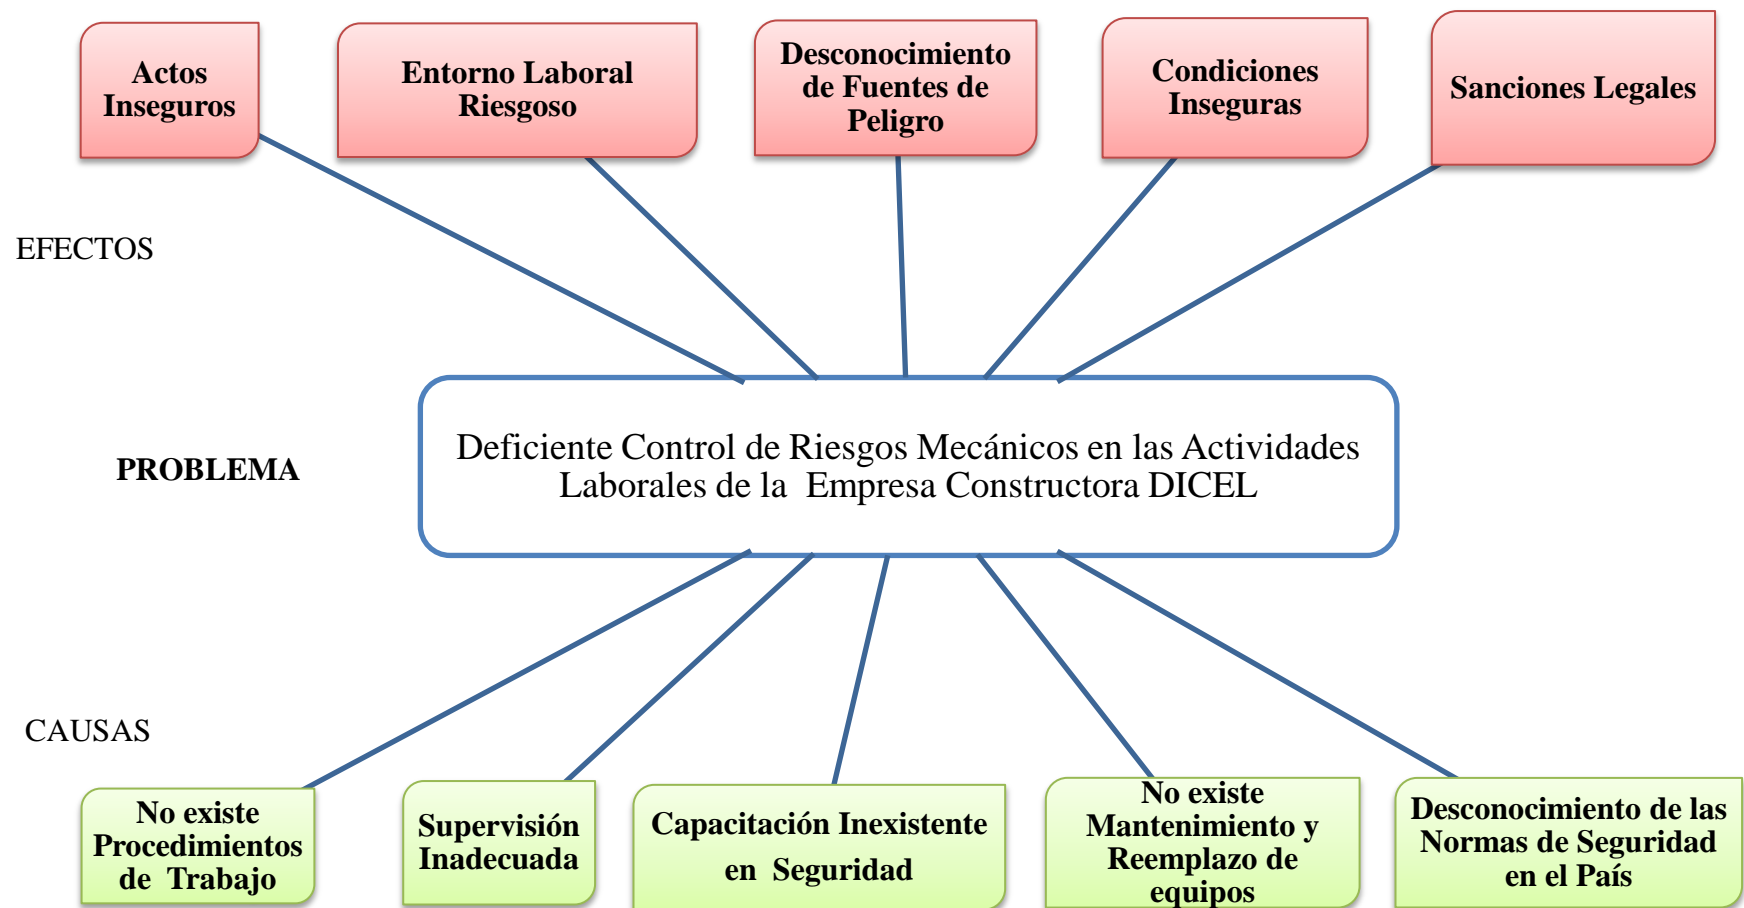 Actos
Inseguros
Entorno Laboral
Riesgoso
Desconocimiento
de Fuentes de
Peligro
Condiciones
Inseguras
Sanciones Legales
EFECTOS
PROBLEMA
Deficiente Control de Riesgos Mecánicos en las Actividades
Laborales de la Empresa Constructora DICEL
CAUSAS
No existe
Procedimientos
de Trabajo
Supervisión
Inadecuada
Capacitación Inexistente
en Seguridad
No existe
Mantenimiento y
Reemplazo de
equipos
Desconocimiento de las
Normas de Seguridad
en el País